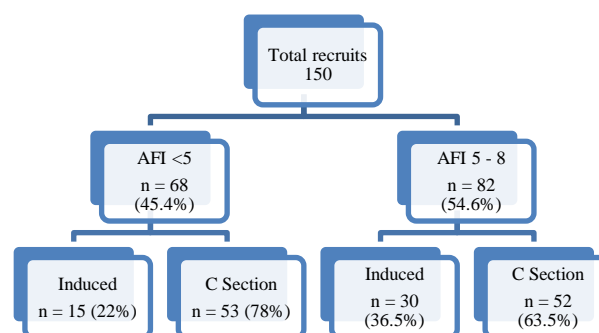 Total recruits
150
AFI <5
n = 68
(45.4%)
AFI 5 - 8
n = 82
(54.6%)
Induced
n = 15 (22%)
C Section
n = 53 (78%)
Induced
n = 30
(36.5%)
C Section
n = 52
(63.5%)